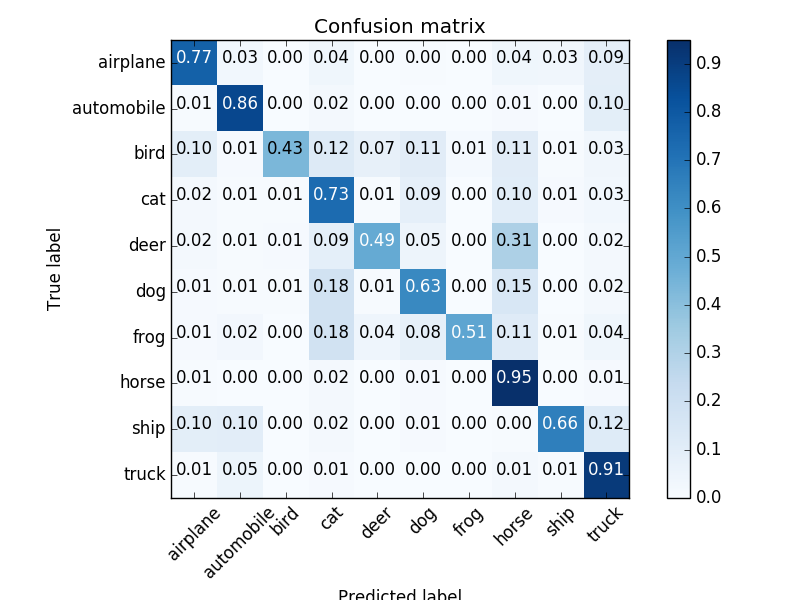 Confusion matrix
airplane 0.77 0.03 0.00 0.04 0.00 0.00 0.00 0.04 0.03 0.09
automobile 0.01 0.86 0.00 0.02 0.00 0.00 0.00 0.01 0.00 0.10
bird 0.10 0.01 0.43 0.12 0.07 0.11 0.01 0.11 0.01 0.03
cat 0.02 0.01 0.01 0.73 0.01 0.09 0.00 0.10 0.01 0.03
deer 0.02 0.01 0.01 0.09 0.49 0.05 0.00 0.31 0.00 0.02
dog 0.01 0.01 0.01 0.18 0.01 0.63 0.00 0.15 0.00 0.02
frog 0.01 0.02 0.00 0.18 0.04 0.08 0.51 0.11 0.01 0.04
horse 0.01 0.00 0.00 0.02 0.00 0.01 0.00 0.95 0.00 0.01
ship 0.10 0.10 0.00 0.02 0.00 0.01 0.00 0.00 0.66 0.12
truck 0.01 0.05 0.00 0.01 0.00 0.00 0.00 0.01 0.01 0.91
True label
airplane automobile bird cat deer dog frog horse ship truck
Predicted label
0.9
0.8
0.7
0.6
0.5
0.4
0.3
0.2
0.1
0.0